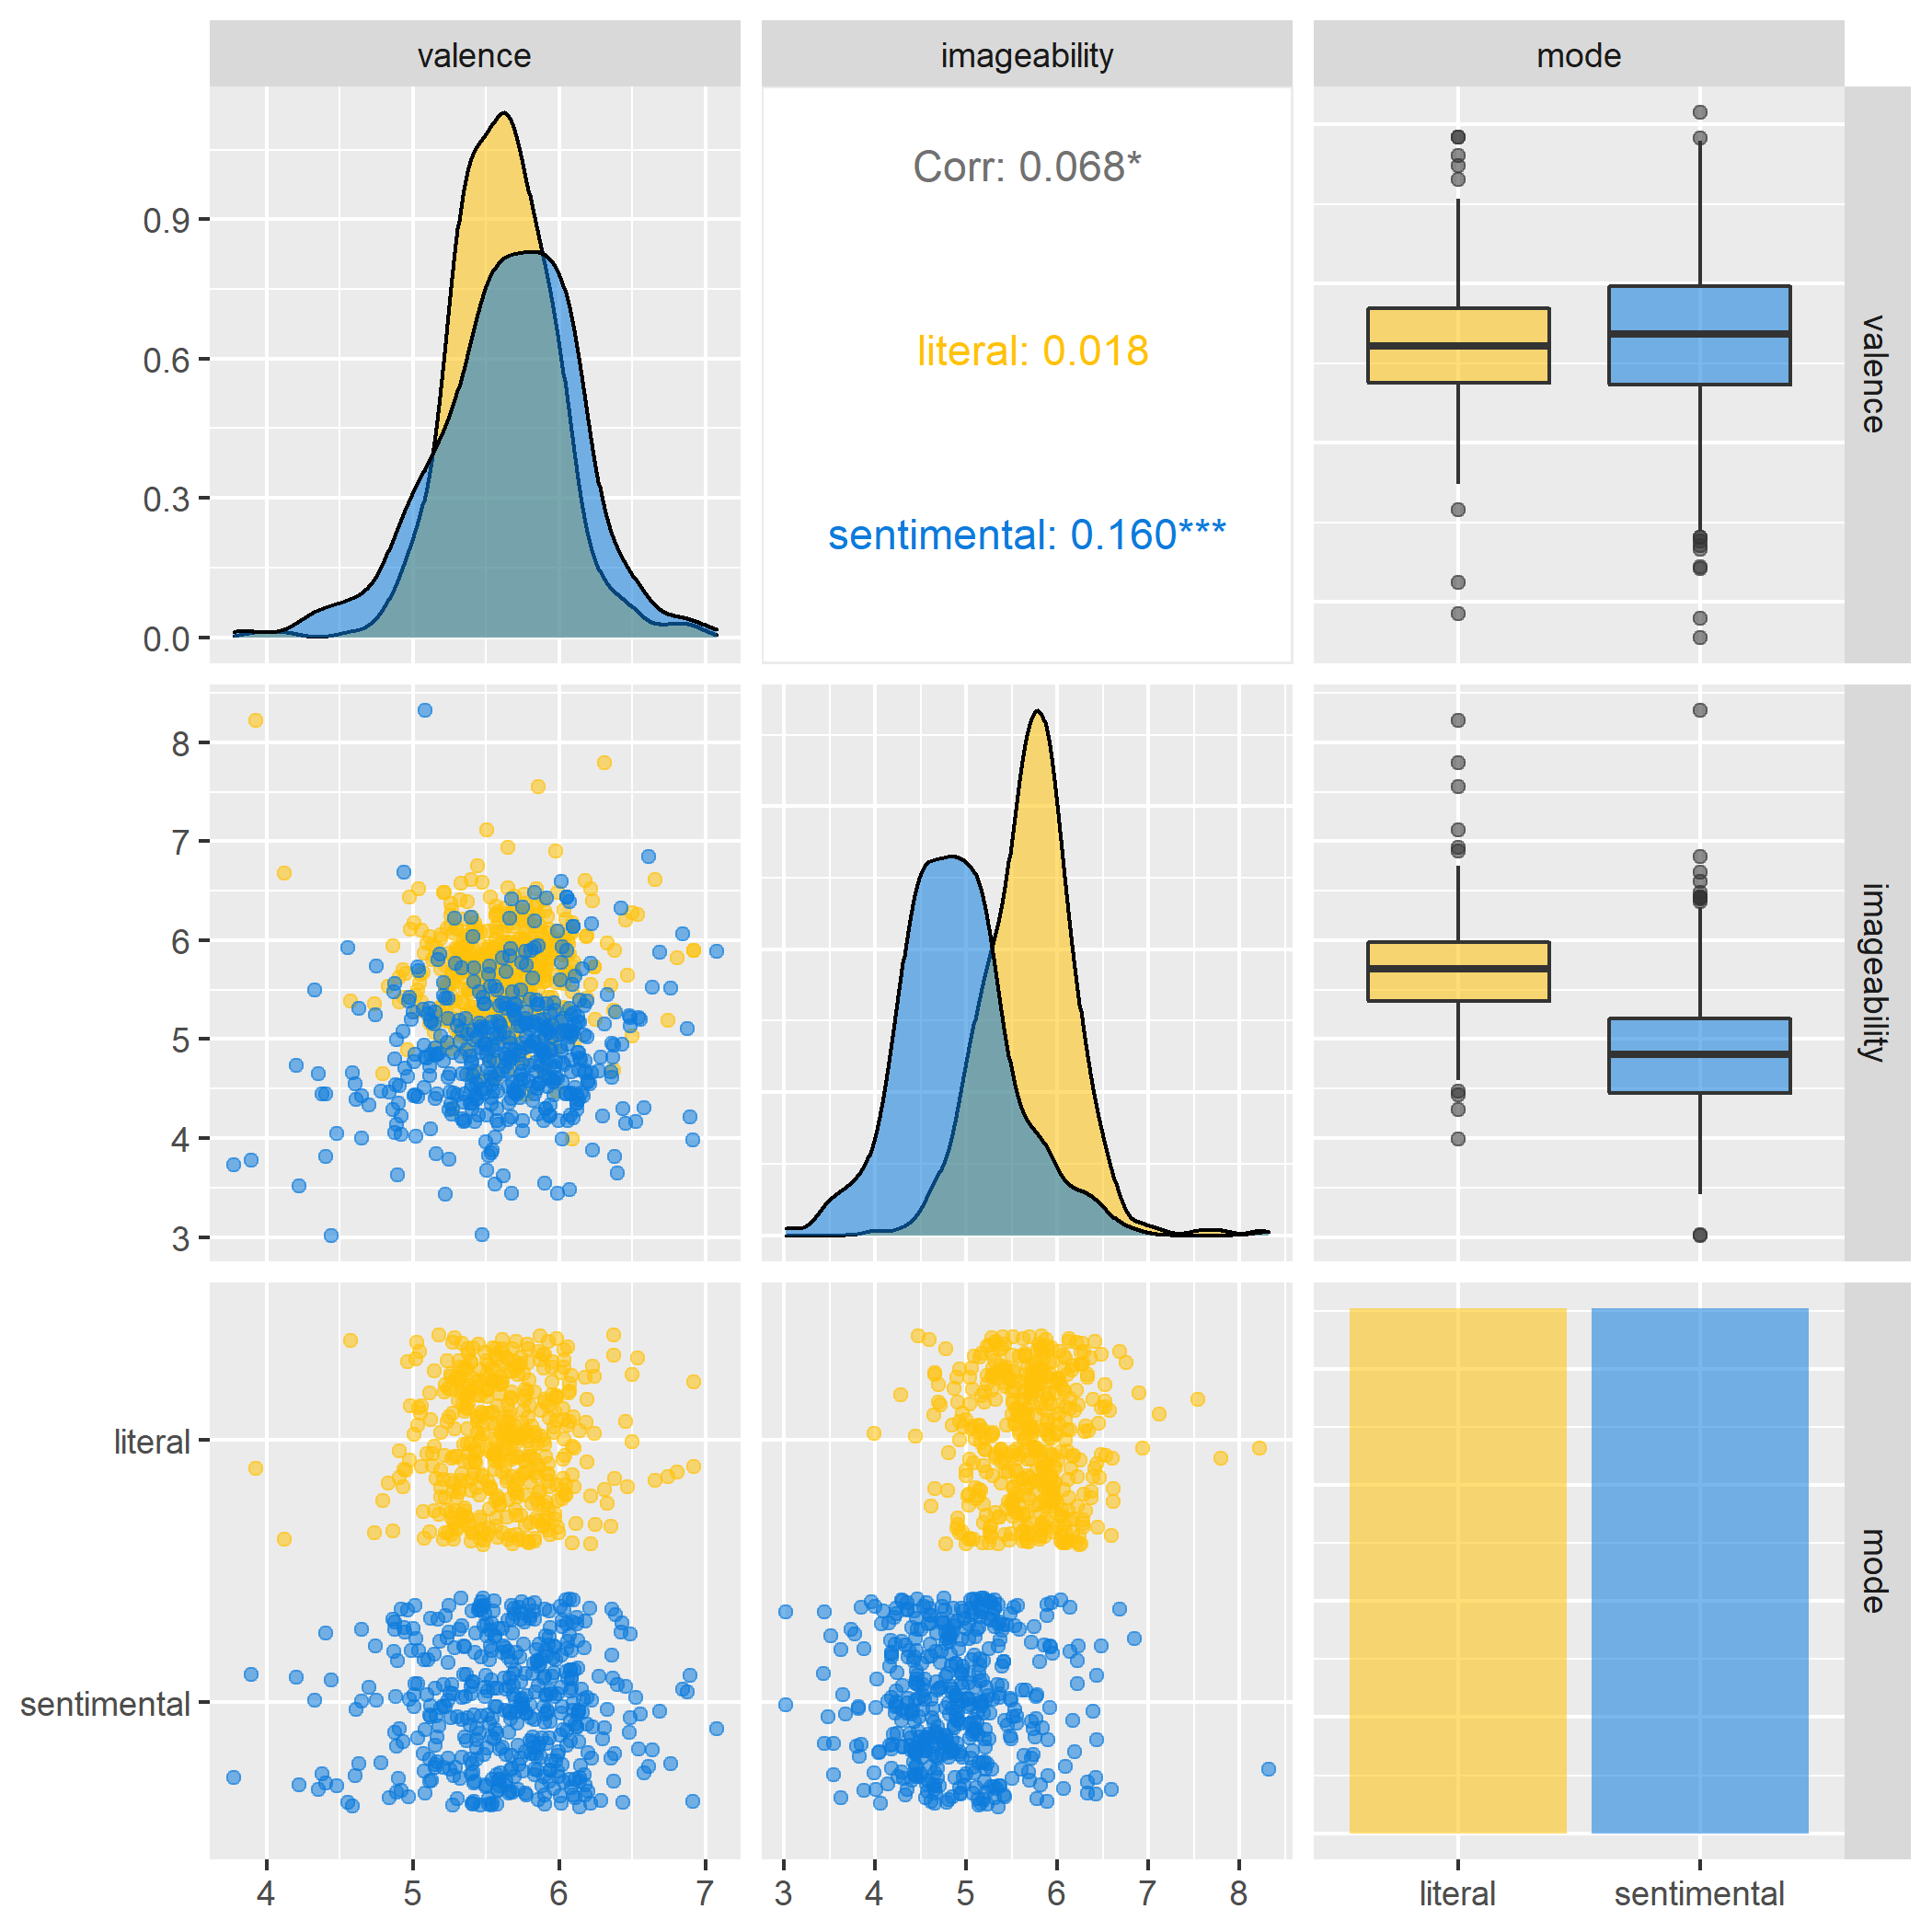 valence
imageability
mode
Corr: 0.068*
literal: 0.018
sentimental: 0.160***
0.9
0.6
0.3
0.0
valence
8
7
6
5
4
3
imageability
literal
sentimental
mode
4 5 6 7
3 4 5 6 7 8
literal sentimental